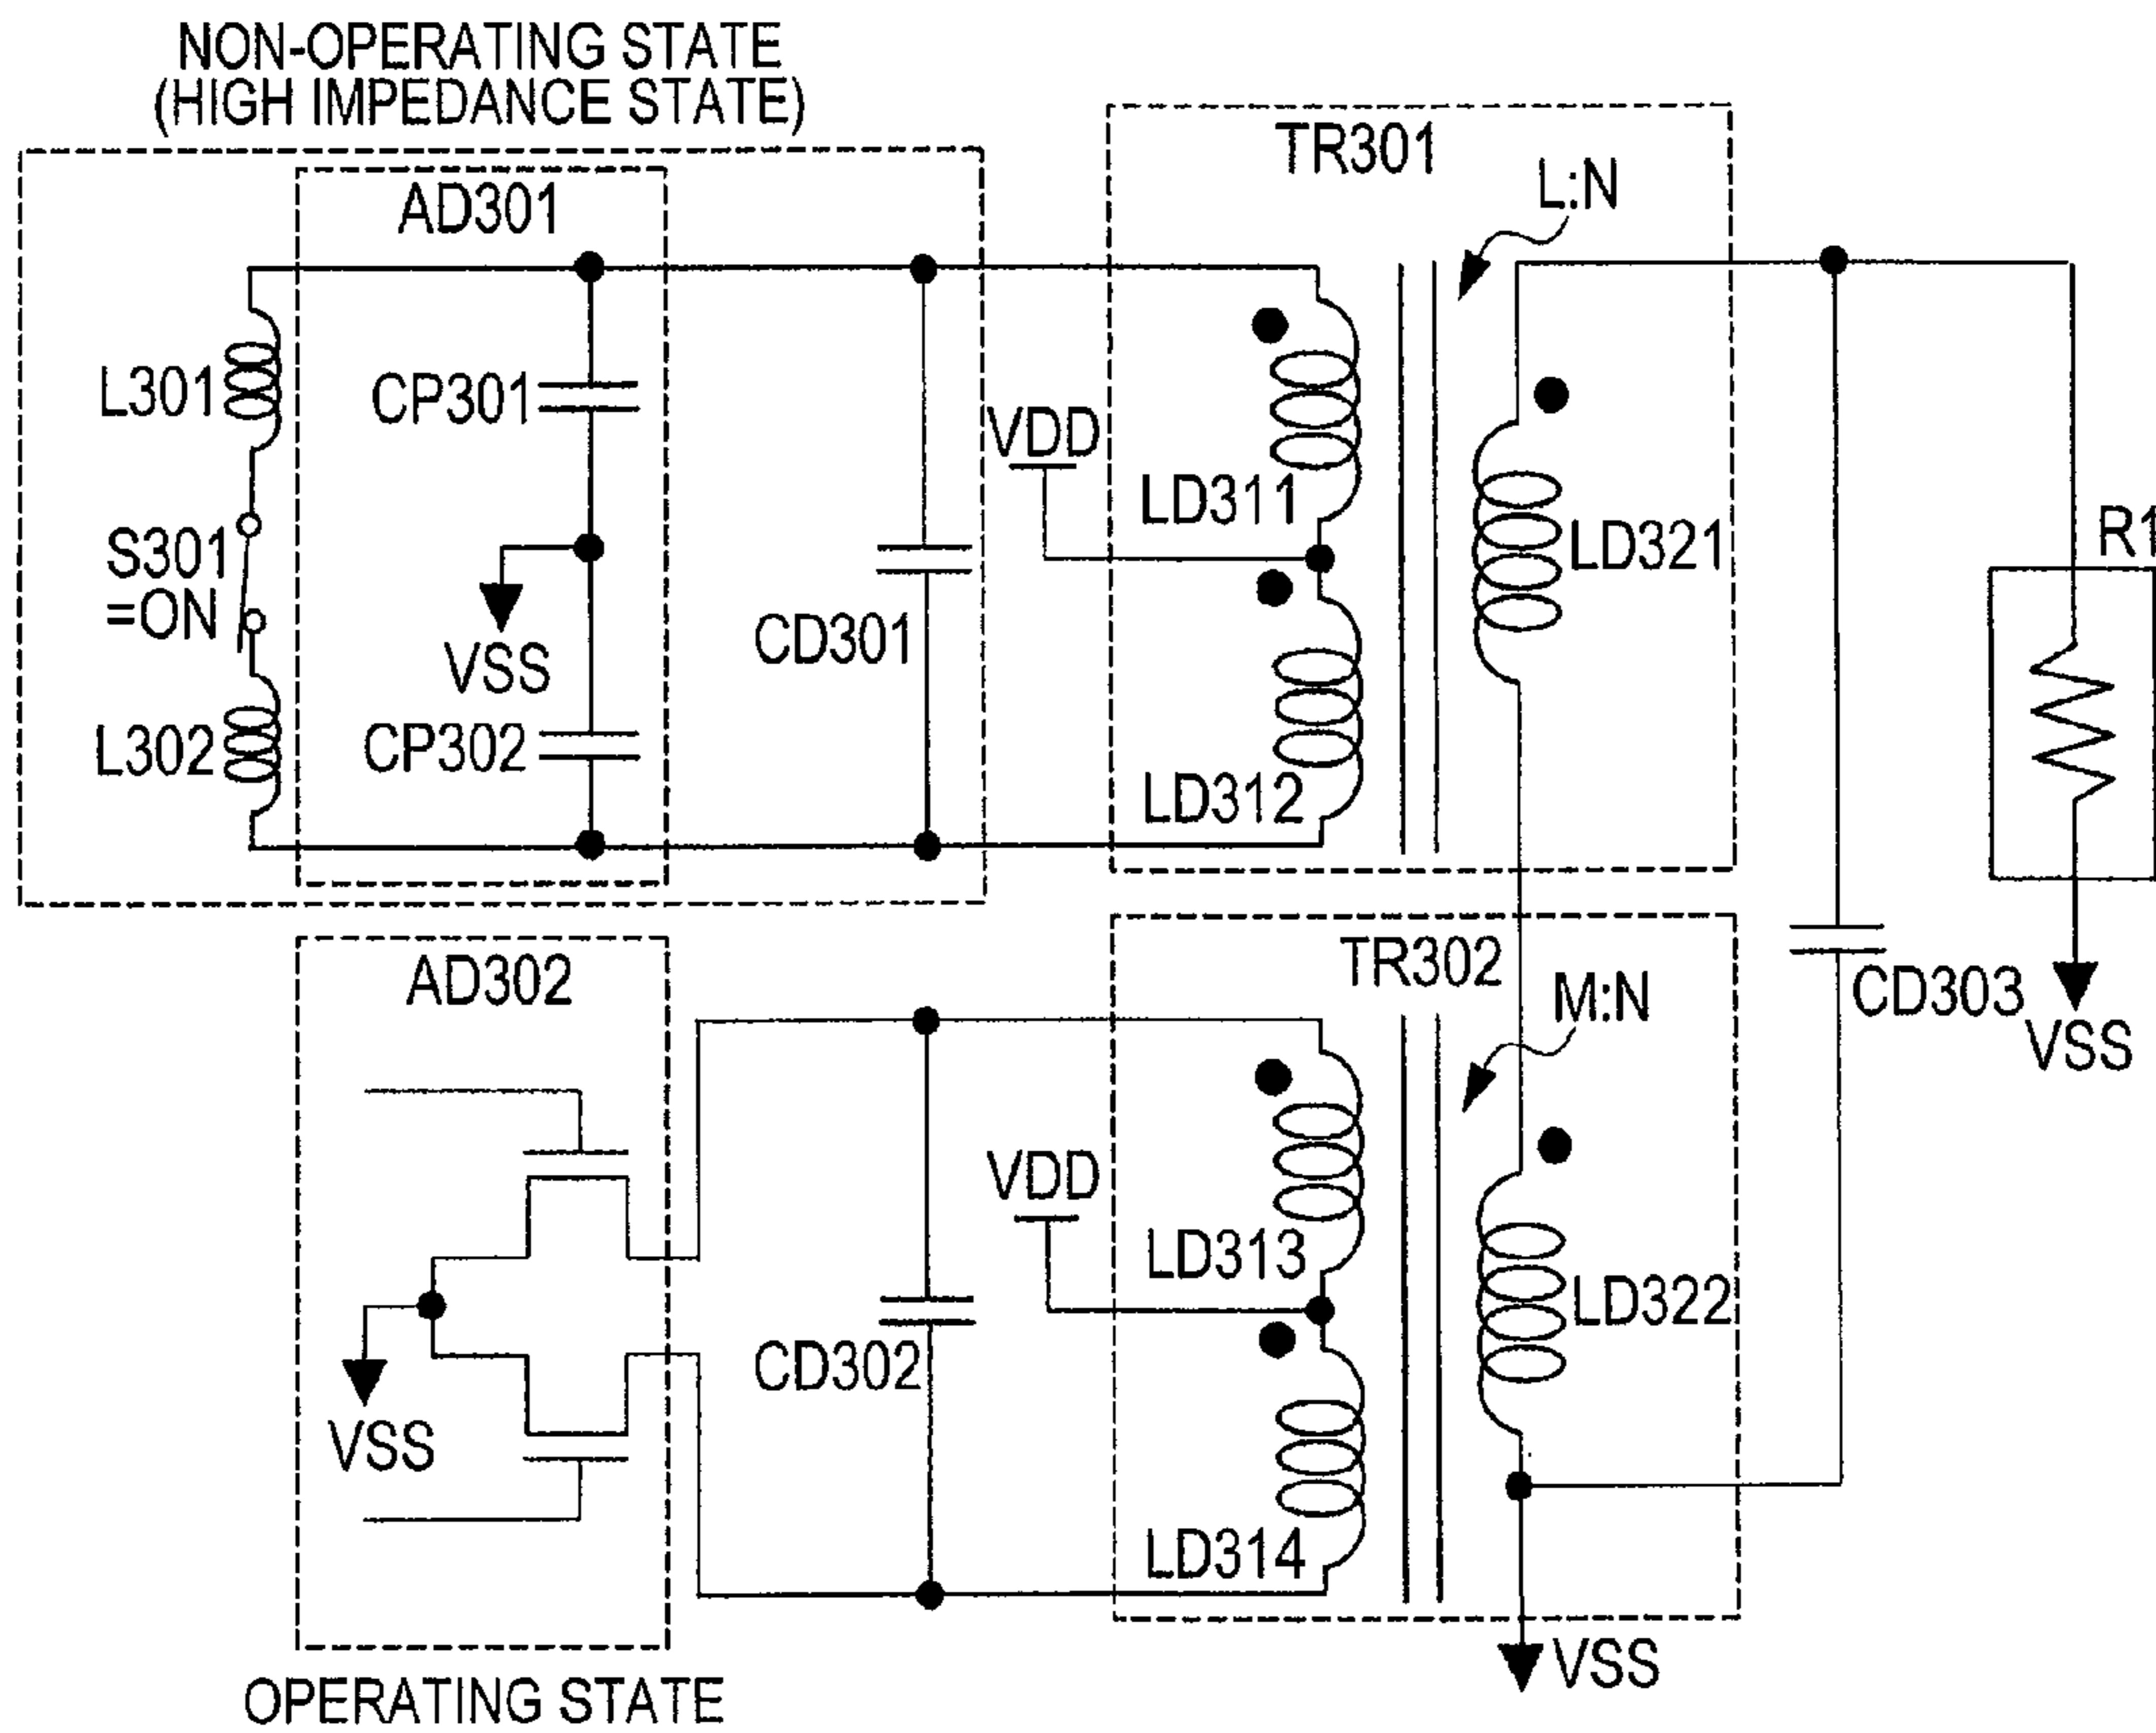 NON-OPERATING STATE
(HIGH IMPEDANCE STATE)
TR301
L:N
AD301
L301
CP301
VDD
LD311
S301
=ON
VSS
CD301
LD321
R1
L302
CP302
LD312
AD302
TR302
M:N
CD303
VSS
VDD
LD313
LD322
CD302
VSS
LD314
VSS
OPERATING STATE